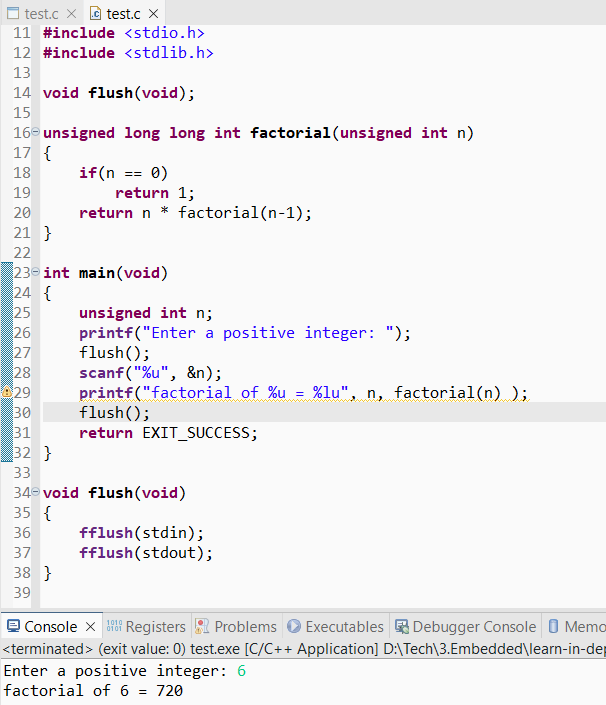 test.c test.c
11 #include <stdio.h>
12 #include <stdlib.h>
13
14 void flush(void);
15
16 unsigned long long int factorial(unsigned int n)
17 {
18     if(n == 0)
19         return 1;
20     return n * factorial(n-1);
21 }
22
23 int main(void)
24 {
25     unsigned int n;
26     printf("Enter a positive integer: ");
27     flush();
28     scanf("%u", &n);
29     printf("factorial of %u = %lu", n, factorial(n) );
30     flush();
31     return EXIT_SUCCESS;
32 }
33
34 void flush(void)
35 {
36     fflush(stdin);
37     fflush(stdout);
38 }
39
Console Registers Problems Executables Debugger Console Memo
<terminated> (exit value: 0) test.exe [C/C++ Application] D:\Tech\3.Embedded\learn-in-dep
Enter a positive integer: 6
factorial of 6 = 720